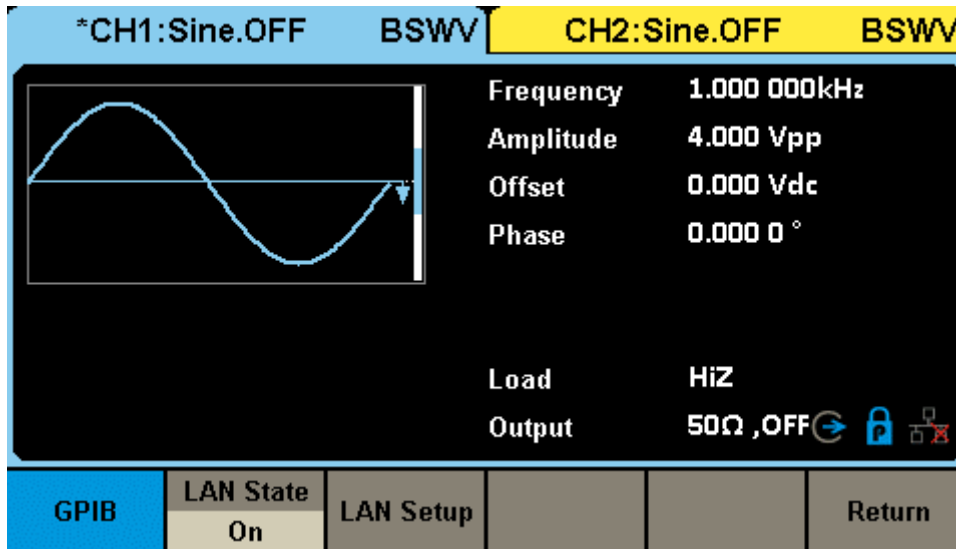 *CH1:Sine.OFF BSWV CH2:Sine.OFF BSWV
Frequency 1.000 000kHz
Amplitude 4.000 Vpp
Offset 0.000 Vdc
Phase 0.000 0 °
Load HiZ
Output 50Ω ,OFF P
GPIB LAN State On LAN Setup Return